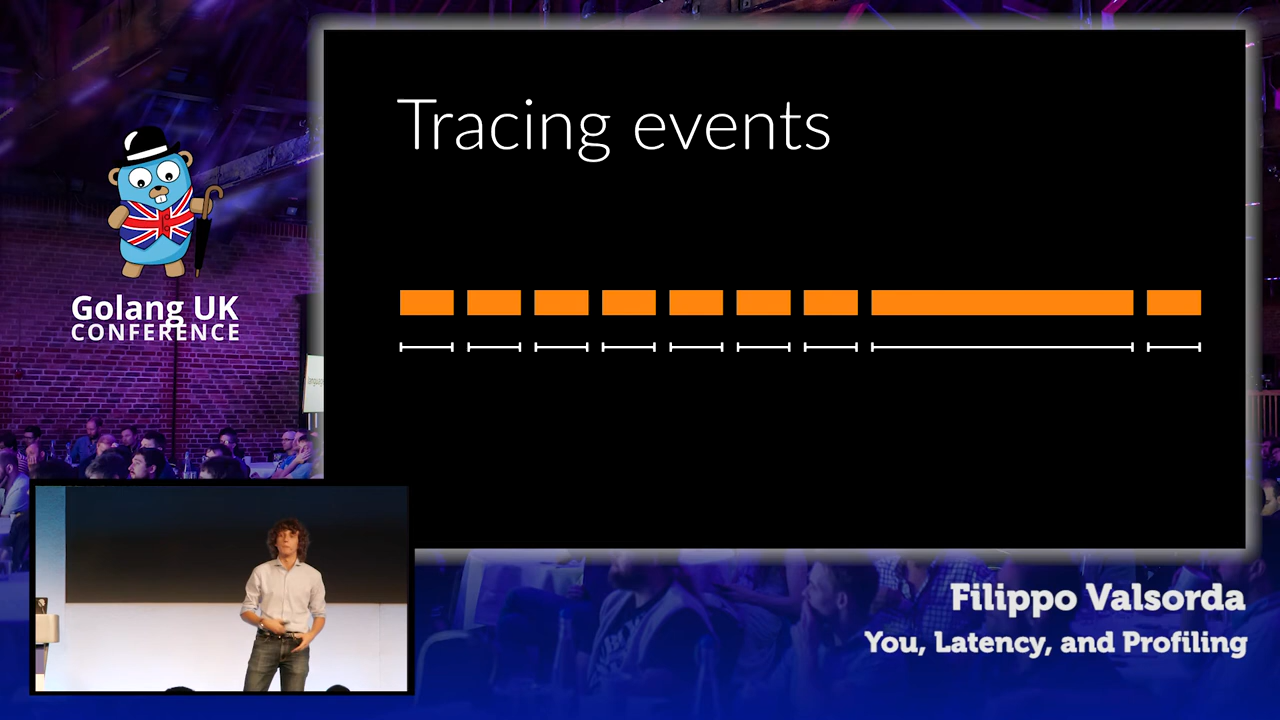 Tracing events
Golang UK
CONFERENCE
Filippo Valsorda
You, Latency, and Profiling